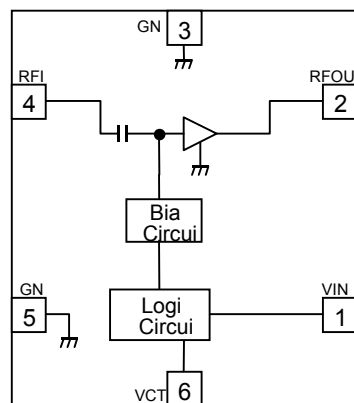 GN
3
RFI
4
RFOU
2
Bia
Circui
GN
5
Logi
Circui
VIN
1
VCT
6